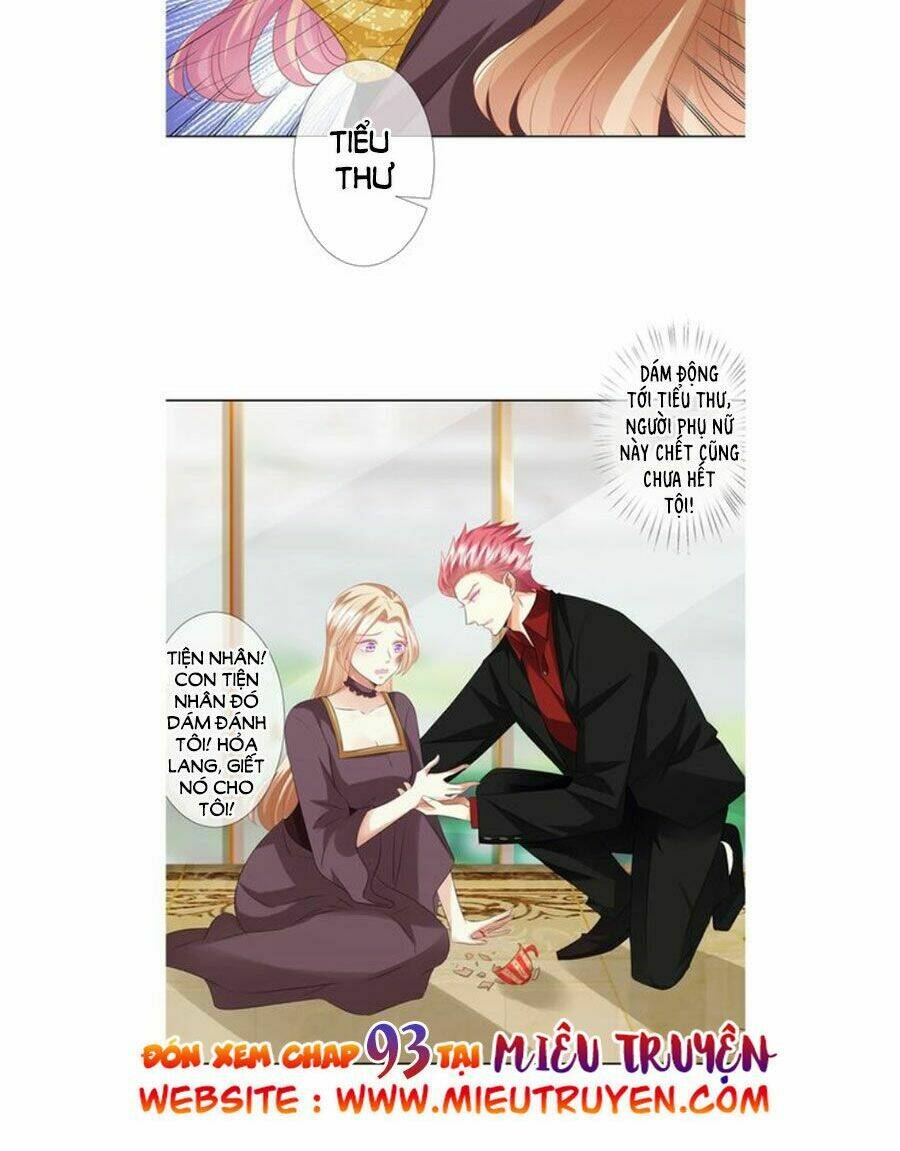 TIỂU
THƯ
DÁM ĐỘNG
TỚI TIỂU THƯ,
NGƯỜI PHỤ NỮ
NÀY CHẾT CŨNG
CHƯA HẾT
TỘI!
TIỆN NHÂN!
CON TIỆN
NHÂN ĐÓ
DÁM ĐÁNH
TÔI! HỎA
LANG, GIẾT
NÓ CHO
TÔI!
ĐÓN XEM CHAP 93 TẠI MIÊU TRUYỆN
WEBSITE : WWW.MIEUTRUYEN.COM